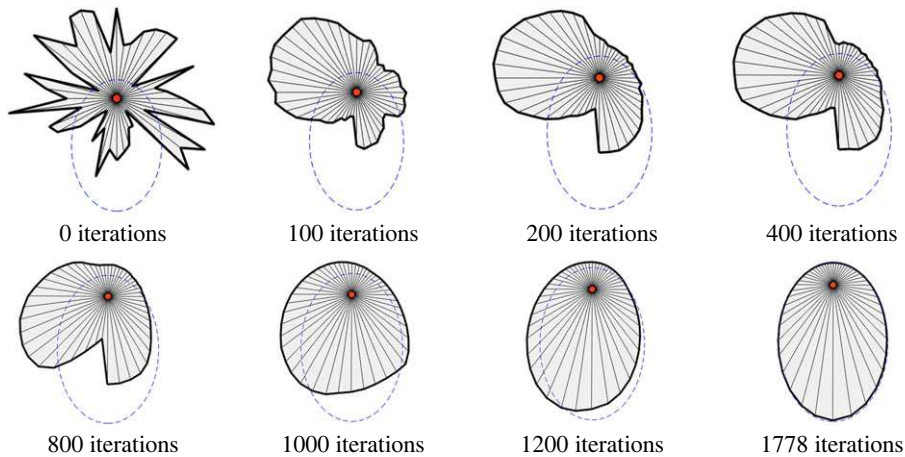 0 iterations
100 iterations
200 iterations
400 iterations
800 iterations
1000 iterations
1200 iterations
1778 iterations